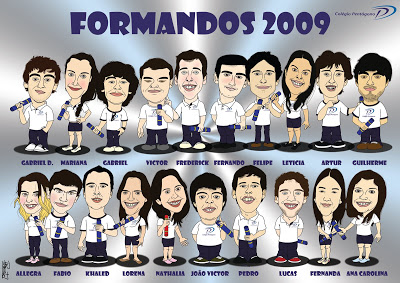 FORMANDOS 2009
Colégio Pentágono
GABRIEL D. MARIANA GABRIEL VICTOR FREDERICK FERNANDO FELIPE LETICIA ARTUR GUILHERME
ALLEGRA FABIO KHALED LORENA NATHALIA JOÃO VICTOR PEDRO LUCAS FERNANDA ANA CAROLINA